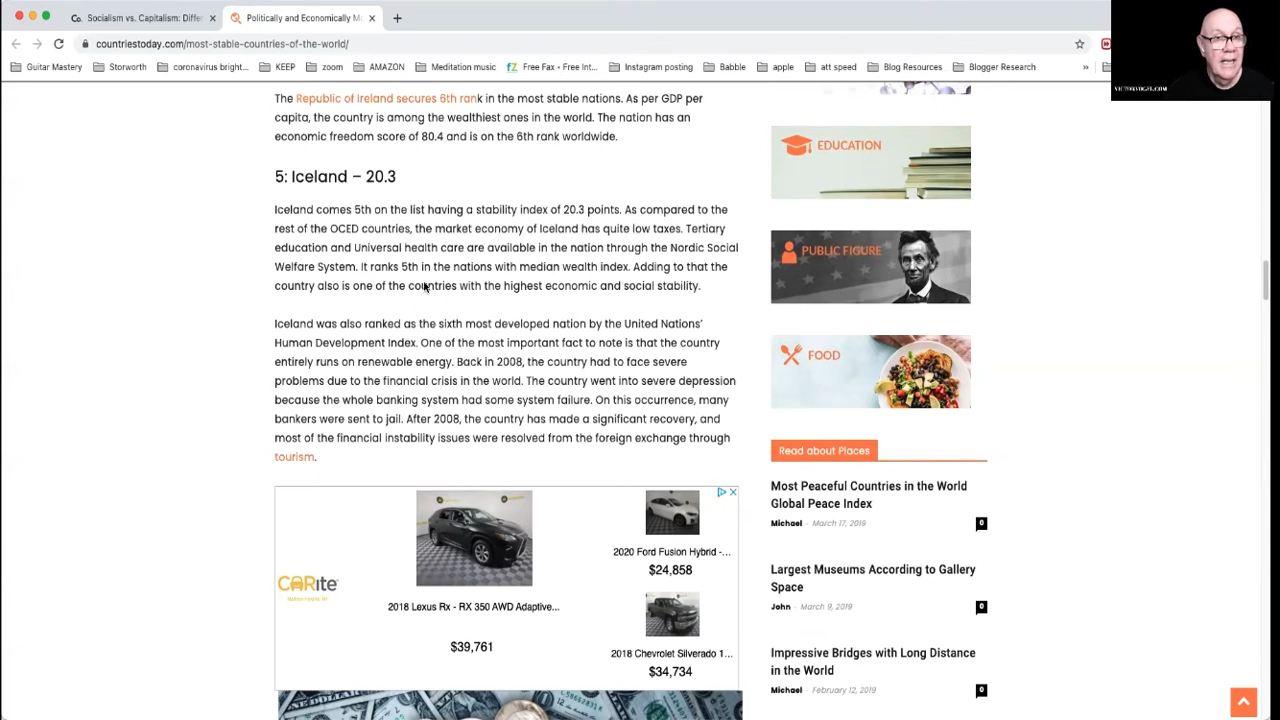 Co. Socialism vs. Capitalism: Differ
Politically and Economically Mo
countriestoday.com/most-stable-countries-of-the-world/
Guitar Mastery
Storworth
coronavirus bright...
KEEP
zoom
AMAZON
Meditation music
Free Fax • Free Int...
Instagram posting
Babble
apple
att speed
Blog Resources
Blogger Research
»
VICTORVOGEL.COM
The Republic of Ireland secures 6th rank in the most stable nations. As per GDP per
capita, the country is among the wealthiest ones in the world. The nation has an
economic freedom score of 80.4 and is on the 6th rank worldwide.
5: Iceland – 20.3
Iceland comes 5th on the list having a stability index of 20.3 points. As compared to the
rest of the OCED countries, the market economy of Iceland has quite low taxes. Tertiary
education and Universal health care are available in the nation through the Nordic Social
Welfare System. It ranks 5th in the nations with median wealth index. Adding to that the
country also is one of the countries with the highest economic and social stability.
Iceland was also ranked as the sixth most developed nation by the United Nations'
Human Development Index. One of the most important fact to note is that the country
entirely runs on renewable energy. Back in 2008, the country had to face severe
problems due to the financial crisis in the world. The country went into severe depression
because the whole banking system had some system failure. On this occurrence, many
bankers were sent to jail. After 2008, the country has made a significant recovery, and
most of the financial instability issues were resolved from the foreign exchange through
tourism.
CARite
2018 Lexus Rx - RX 350 AWD Adaptive...
$39,761
2020 Ford Fusion Hybrid -...
$24,858
2018 Chevrolet Silverado 1...
$34,734
EDUCATION
PUBLIC FIGURE
FOOD
Read about Places
Most Peaceful Countries in the World
Global Peace Index
Michael - March 17, 2019 0
Largest Museums According to Gallery
Space
John - March 9, 2019 0
Impressive Bridges with Long Distance
in the World
Michael - February 12, 2019 0